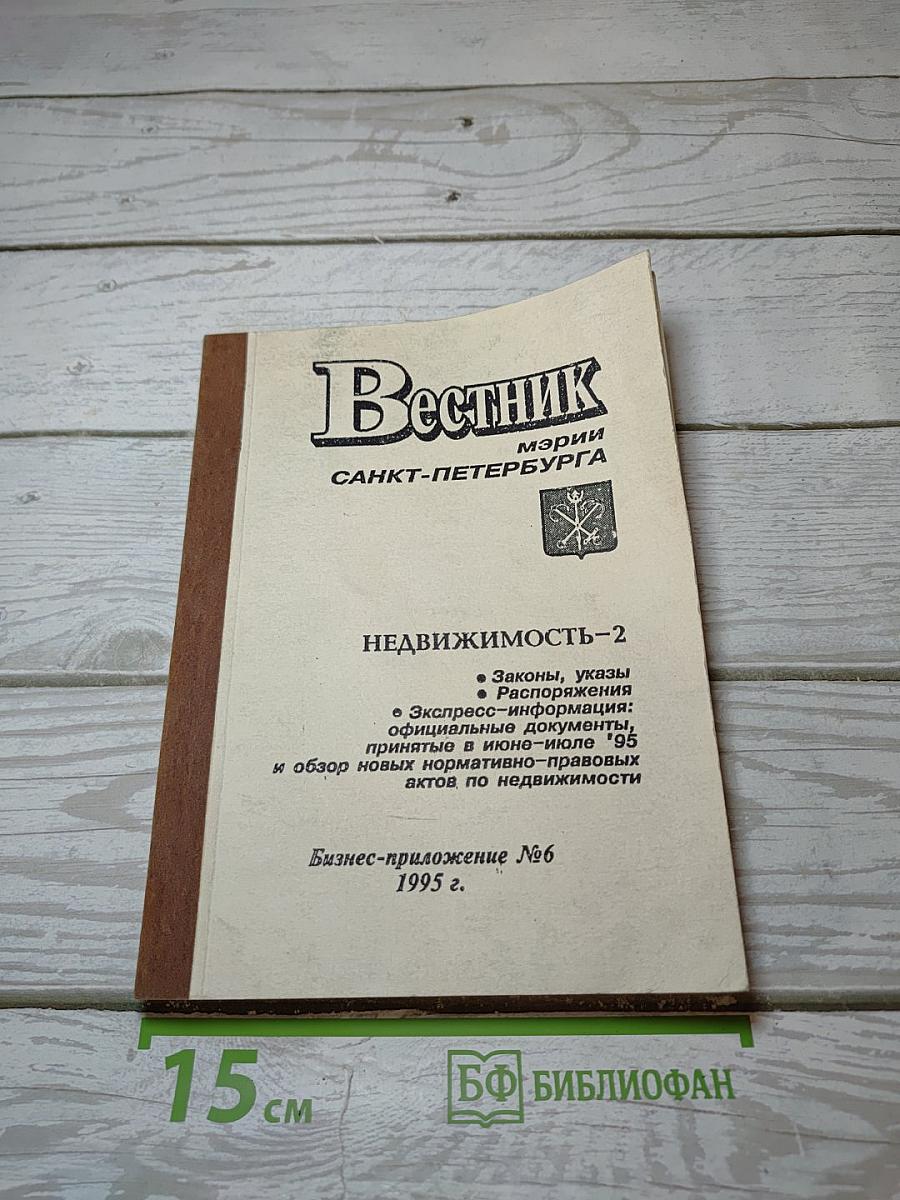 Вестник
мэрии
САНКТ-ПЕТЕРБУРГА
НЕДВИЖИМОСТЬ-2
• Законы, указы
• Распоряжения
• Экспресс-информация:
официальные документы,
принятые в июне-июле '95
и обзор новых нормативно-правовых
актов по недвижимости
Бизнес-приложение №6
1995 г.
15 см
БФ БИБЛИОФАН